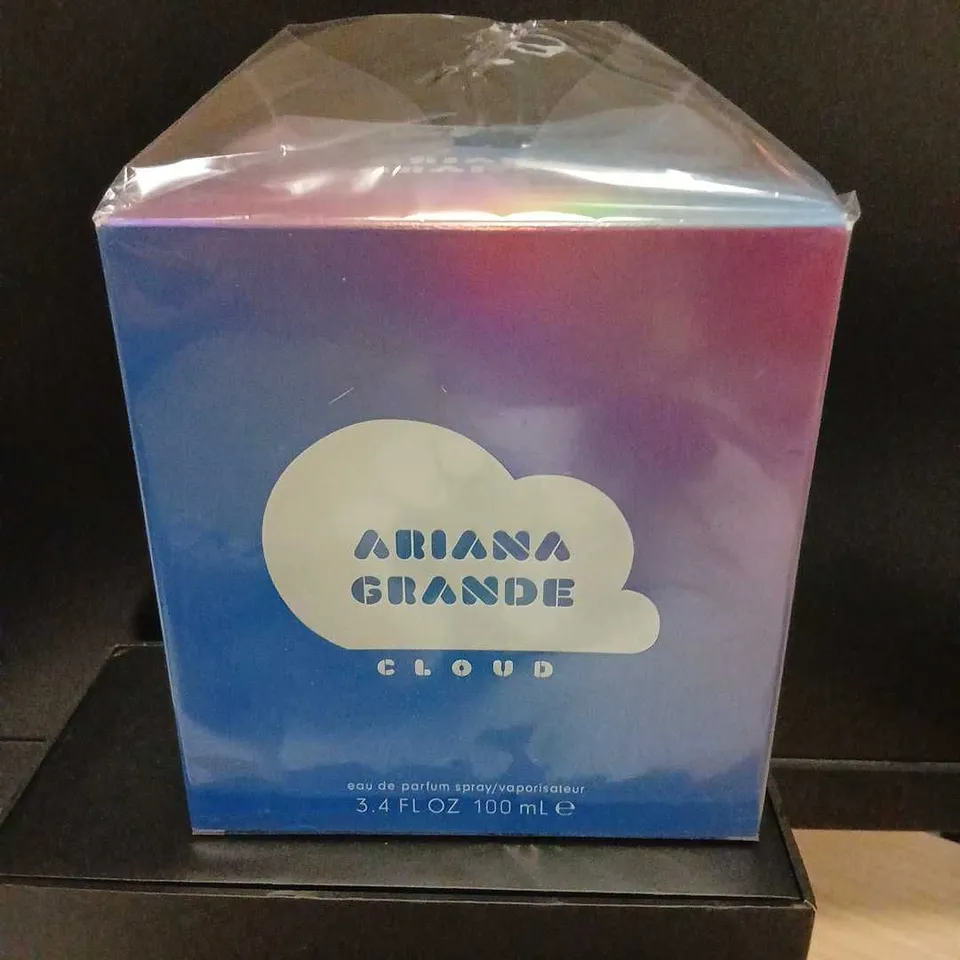 ARIANA
GRANDE
CLOUD
eau de parfum spray/vaporisateur
3.4 FL OZ 100 mL ℮